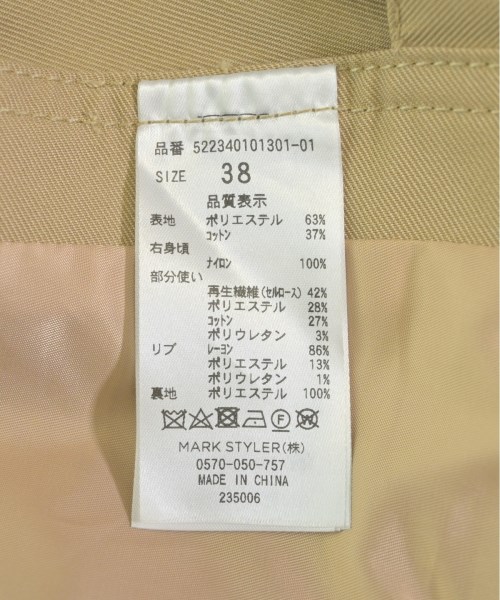 品番 522340101301-01
SIZE 38
品質表示
表地 ポリエステル 63%
コットン 37%
右身頃
ナイロン 100%
部分使い
再生繊維(セルロース) 42%
ポリエステル 28%
コットン 27%
ポリウレタン 3%
リブ レーヨン 86%
ポリエステル 13%
ポリウレタン 1%
裏地 ポリエステル 100%
MARK STYLER(株)
0570-050-757
MADE IN CHINA
235006